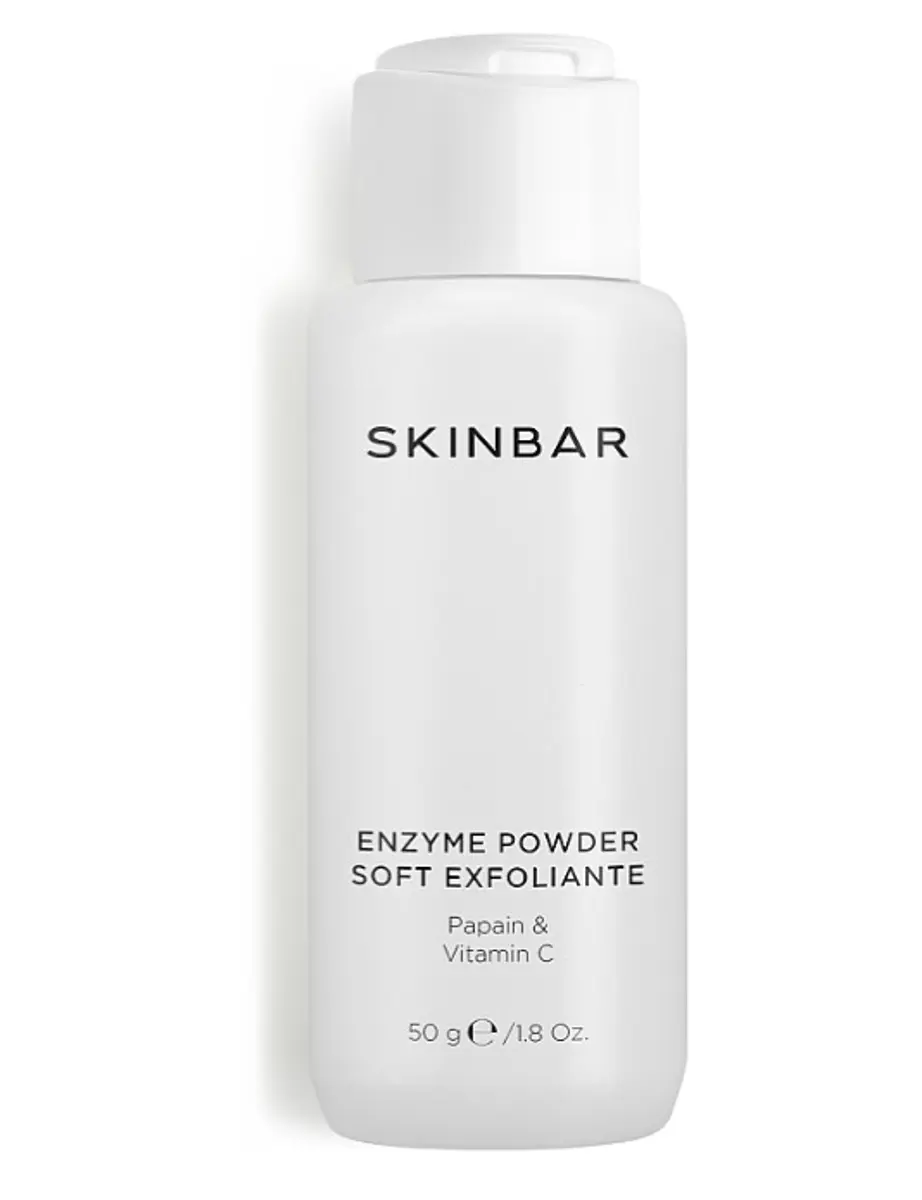 SKINBAR
ENZYME POWDER
SOFT EXFOLIANTE
Papain &
Vitamin C
50 g ℮ /1.8 Oz.